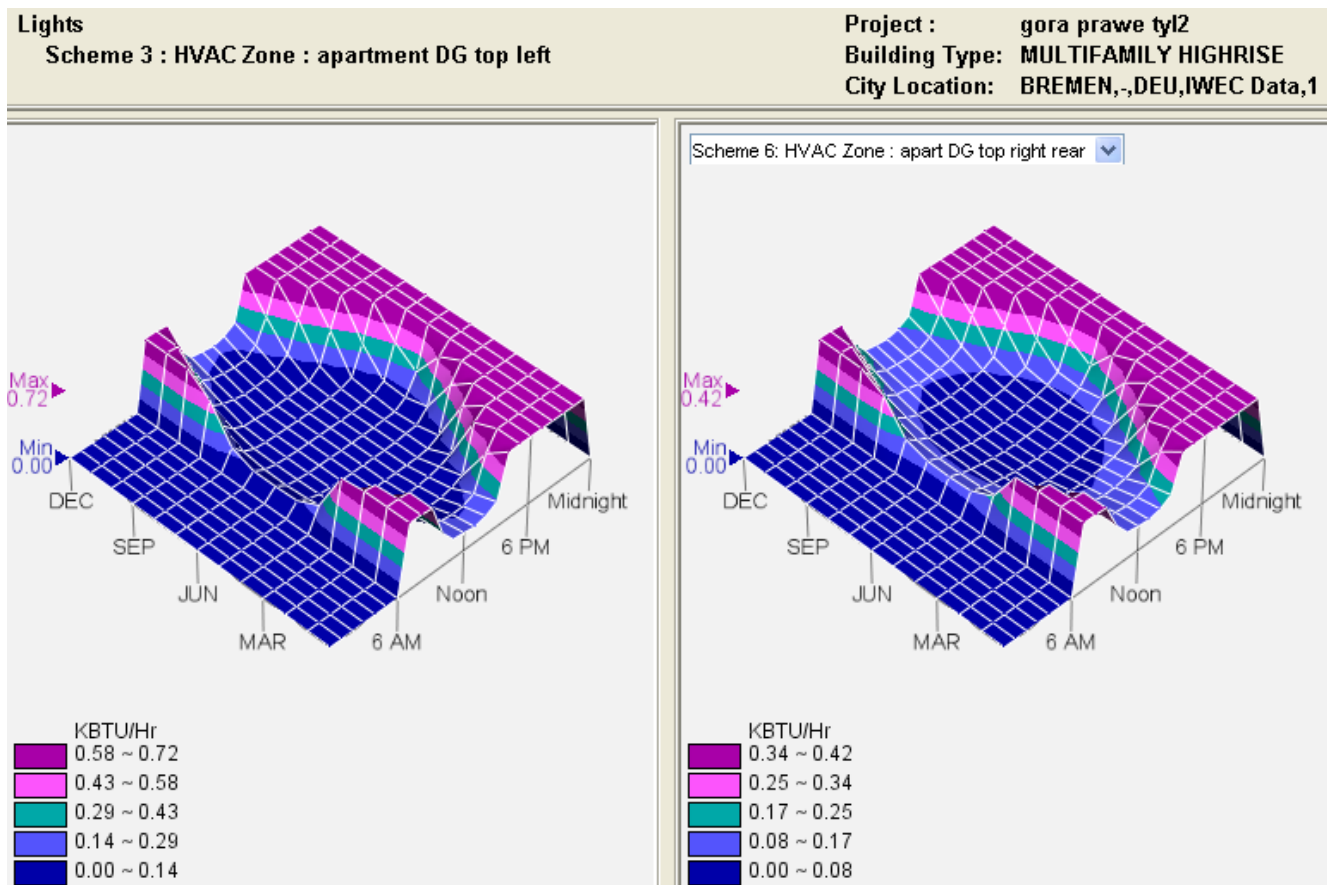 Lights
Scheme 3 : HVAC Zone : apartment DG top left
Project : gora prawe tyl2
Building Type: MULTIFAMILY HIGHRISE
City Location: BREMEN,-,DEU,IWEC Data,1
Max
0.72
Min
0.00
DEC
SEP
JUN
MAR
6 AM
Noon
6 PM
Midnight
KBTU/Hr
0.58 ~ 0.72
0.43 ~ 0.58
0.29 ~ 0.43
0.14 ~ 0.29
0.00 ~ 0.14
Scheme 6: HVAC Zone : apart DG top right rear
Max
0.42
Min
0.00
DEC
SEP
JUN
MAR
6 AM
Noon
6 PM
Midnight
KBTU/Hr
0.34 ~ 0.42
0.25 ~ 0.34
0.17 ~ 0.25
0.08 ~ 0.17
0.00 ~ 0.08